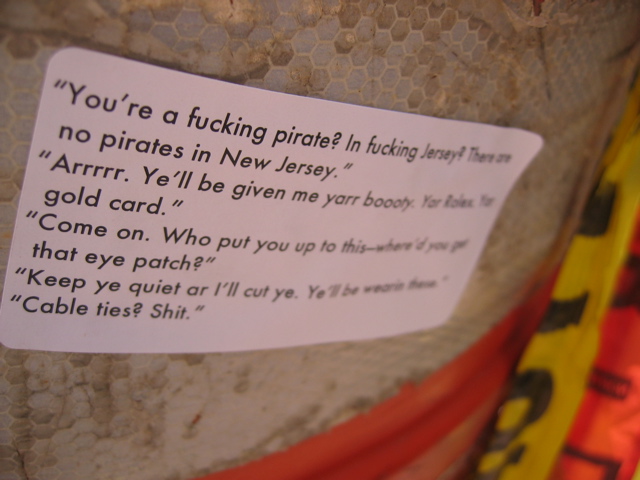 "You're a fucking pirate? In fucking Jersey? There are
no pirates in New Jersey."
"Arrrrr. Ye'll be given me yarr boooty. Yar Rolex. Yar
gold card."
"Come on. Who put you up to this—where'd you get
that eye patch?"
"Keep ye quiet ar I'll cut ye. Ye'll be wearin these."
"Cable ties? Shit."